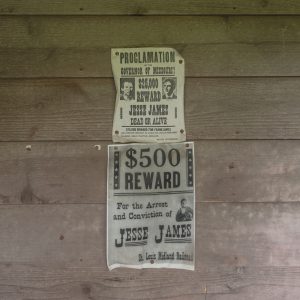 PROCLAMATION
GOVERNOR OF MISSOURI!
REWARD
JESSE JAMES
DEAD OR ALIVE
$500
REWARD
For the Arrest
and Conviction of
JESSE JAMES
St. Louis Midland Railroad